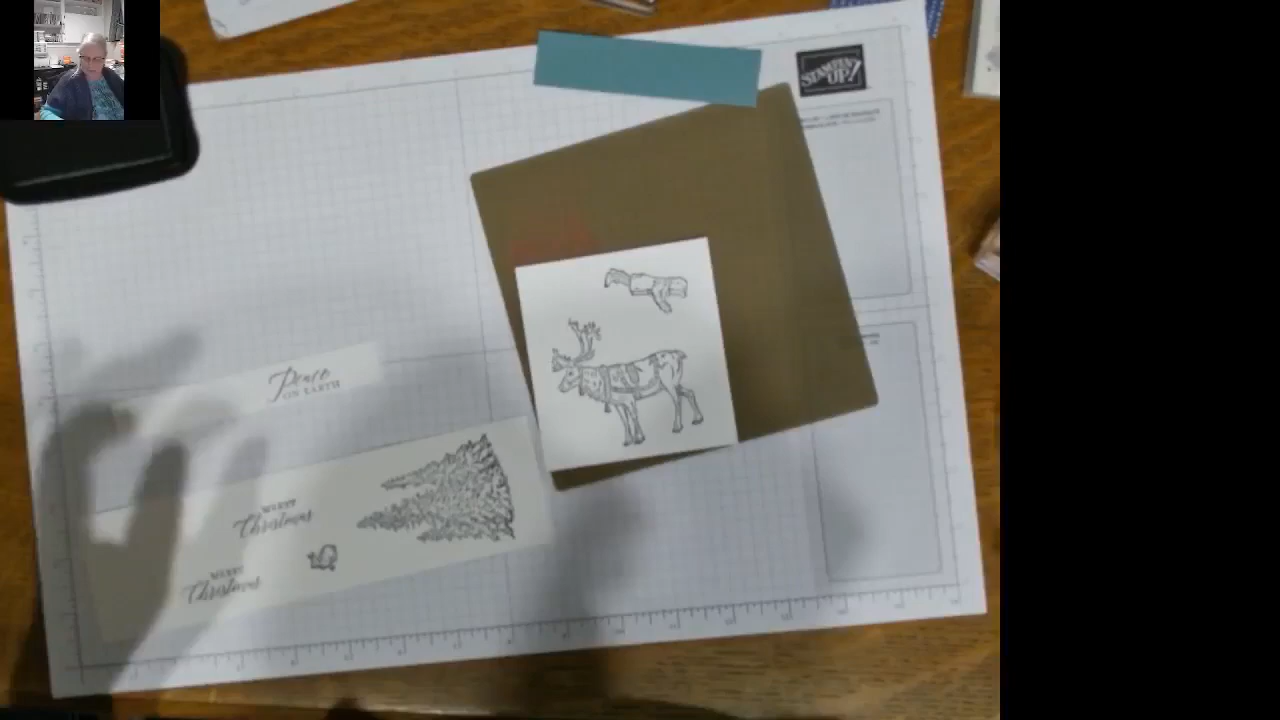 STAMPIN' UP!
Peace
ON EARTH
MERRY
Christmas
MERRY
Christmas